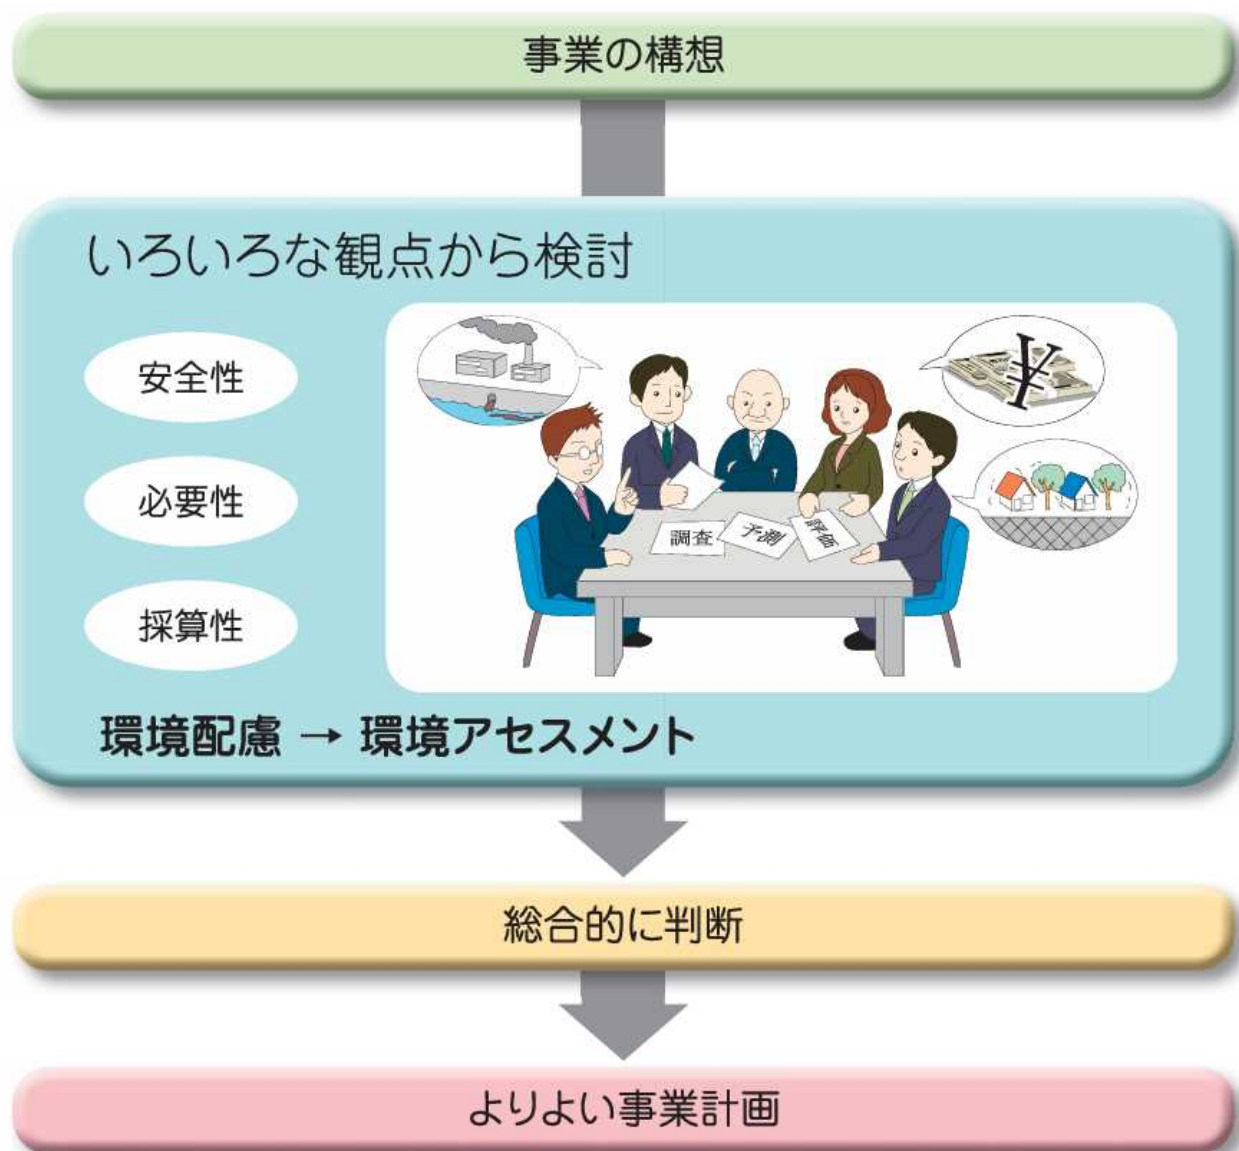 事業の構想
いろいろな観点から検討
安全性
必要性
採算性
¥
調査
予測
評価
環境配慮 → 環境アセスメント
総合的に判断
よりよい事業計画